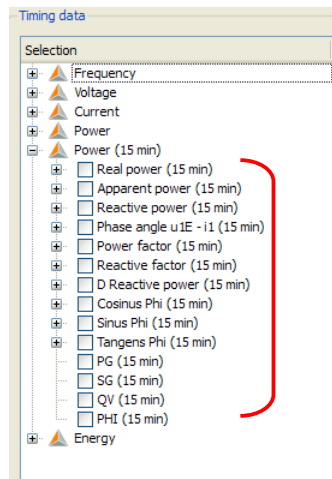 Timing data
Selection
Frequency
Voltage
Current
Power
Power (15 min)
Real power (15 min)
Apparent power (15 min)
Reactive power (15 min)
Phase angle u1E - i1 (15 min)
Power factor (15 min)
Reactive factor (15 min)
D Reactive power (15 min)
Cosinus Phi (15 min)
Sinus Phi (15 min)
Tangens Phi (15 min)
PG (15 min)
SG (15 min)
QV (15 min)
PHI (15 min)
Energy